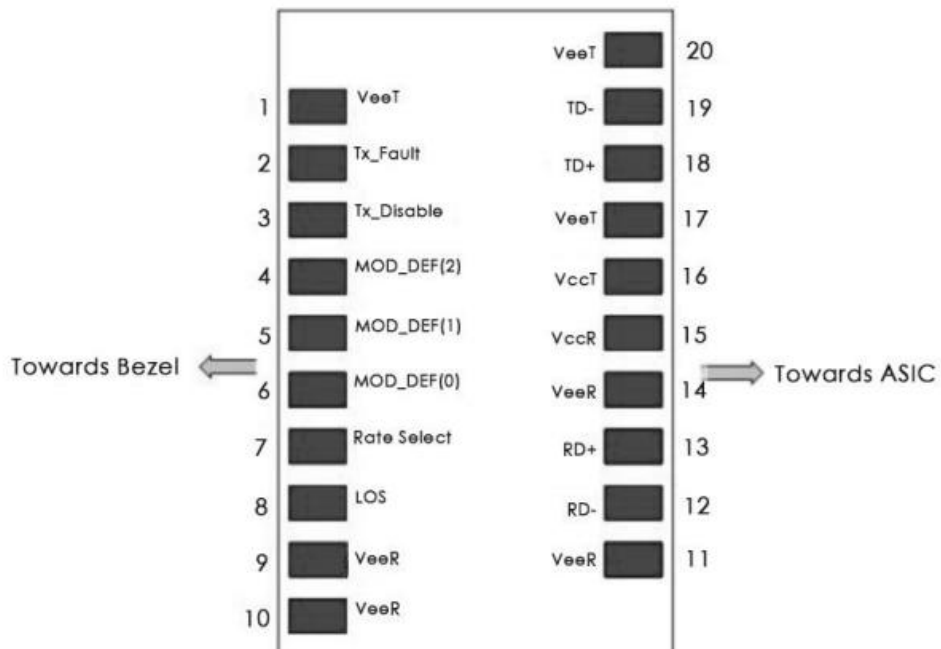 VeeT 20
1 VeeT TD- 19
2 Tx_Fault TD+ 18
3 Tx_Disable VeeT 17
4 MOD_DEF(2) VccT 16
5 MOD_DEF(1) VccR 15
Towards Bezel Towards ASIC
6 MOD_DEF(0) VeeR 14
7 Rate Select RD+ 13
8 LOS RD- 12
9 VeeR VeeR 11
10 VeeR